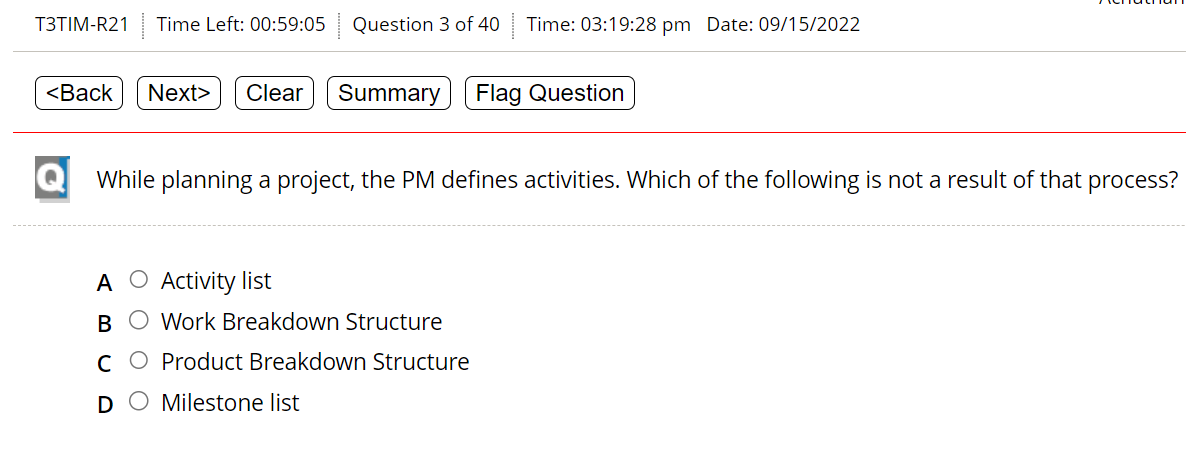 T3TIM-R21 Time Left: 00:59:05 Question 3 of 40 Time: 03:19:28 pm Date: 09/15/2022
<Back Next> Clear Summary Flag Question
Q While planning a project, the PM defines activities. Which of the following is not a result of that process?
A Activity list
B Work Breakdown Structure
C Product Breakdown Structure
D Milestone list